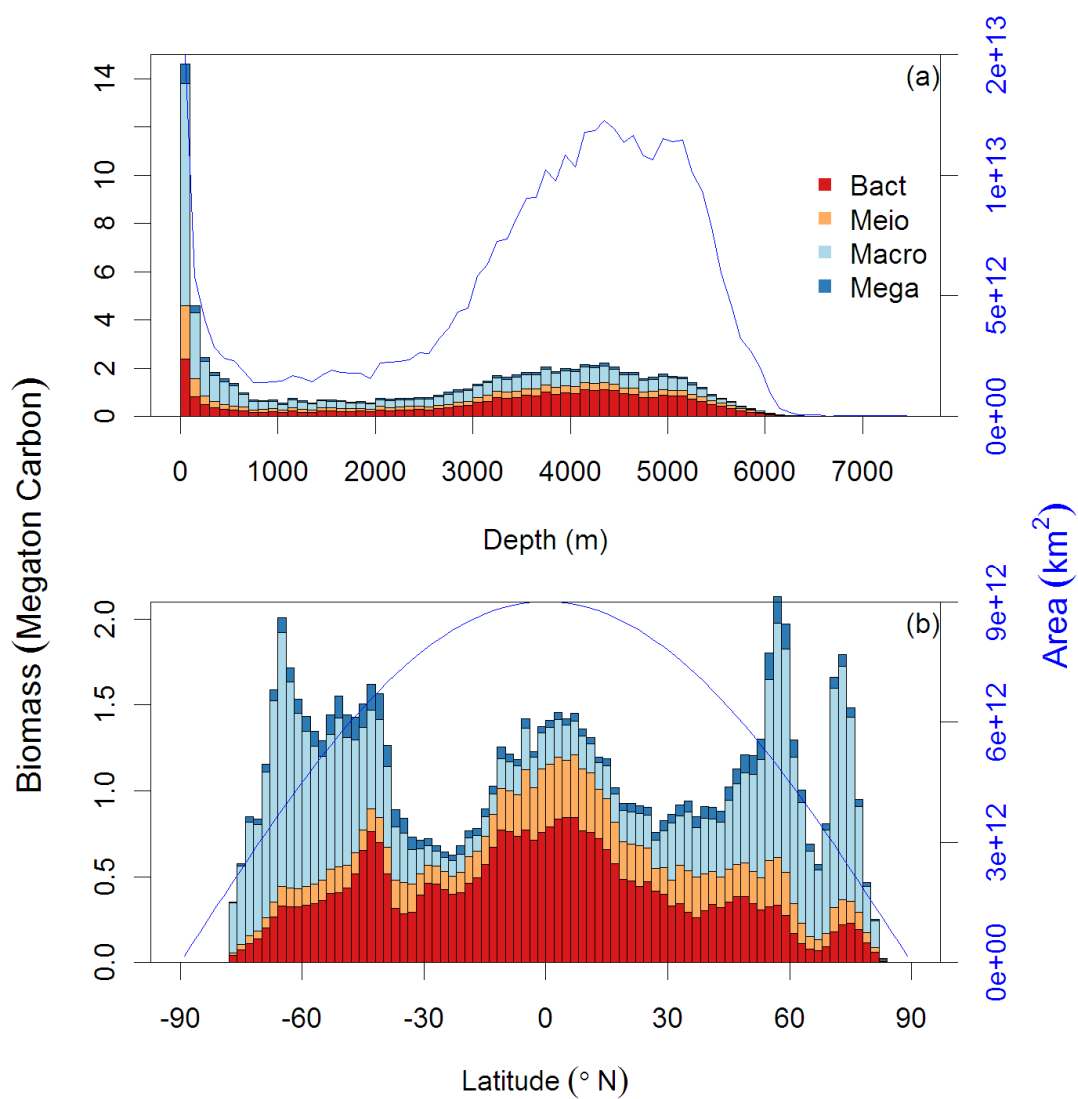 (a)
14
10
8
6
4
2
0
2e+13
1e+13
5e+12
0e+00
Bact
Meio
Macro
Mega
0 1000 2000 3000 4000 5000 6000 7000
Depth (m)
Biomass (Megaton Carbon)
Area (km²)
(b)
2.0
1.5
1.0
0.5
0.0
9e+12
6e+12
3e+12
0e+00
-90 -60 -30 0 30 60 90
Latitude (° N)